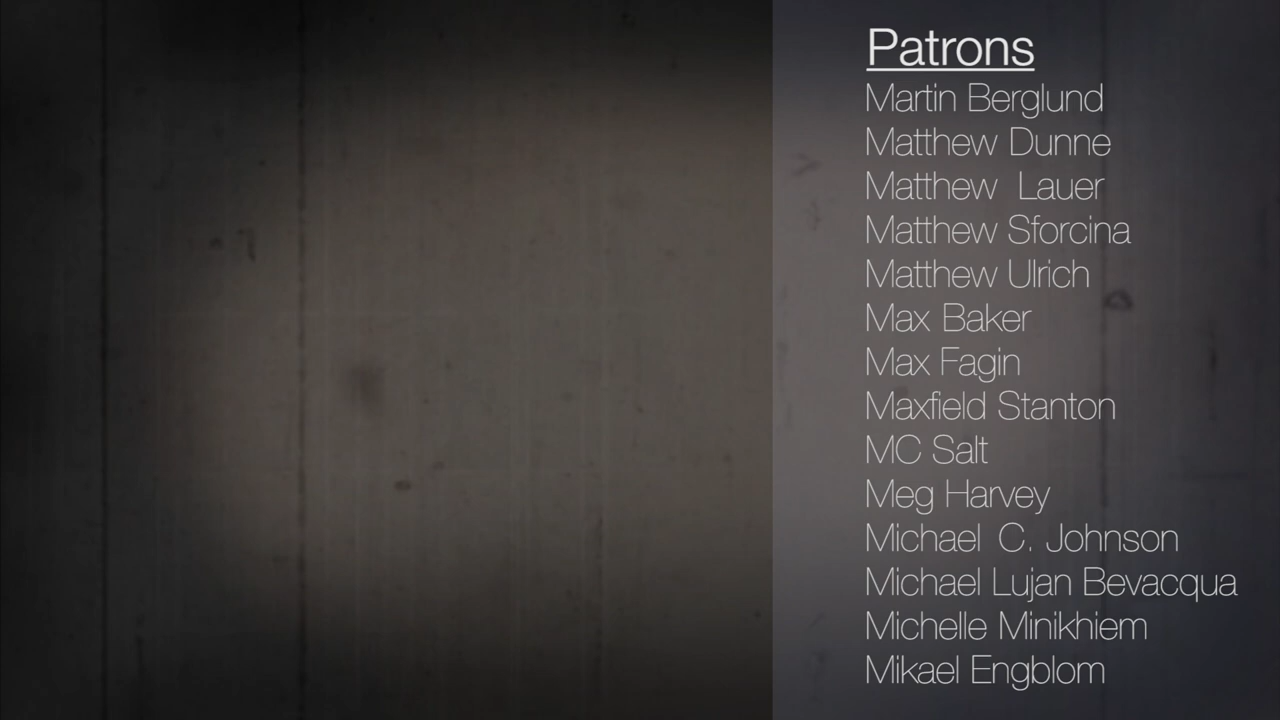 Patrons
Martin Berglund
Matthew Dunne
Matthew Lauer
Matthew Sforcina
Matthew Ulrich
Max Baker
Max Fagin
Maxfield Stanton
MC Salt
Meg Harvey
Michael C. Johnson
Michael Lujan Bevacqua
Michelle Minikhiem
Mikael Engblom